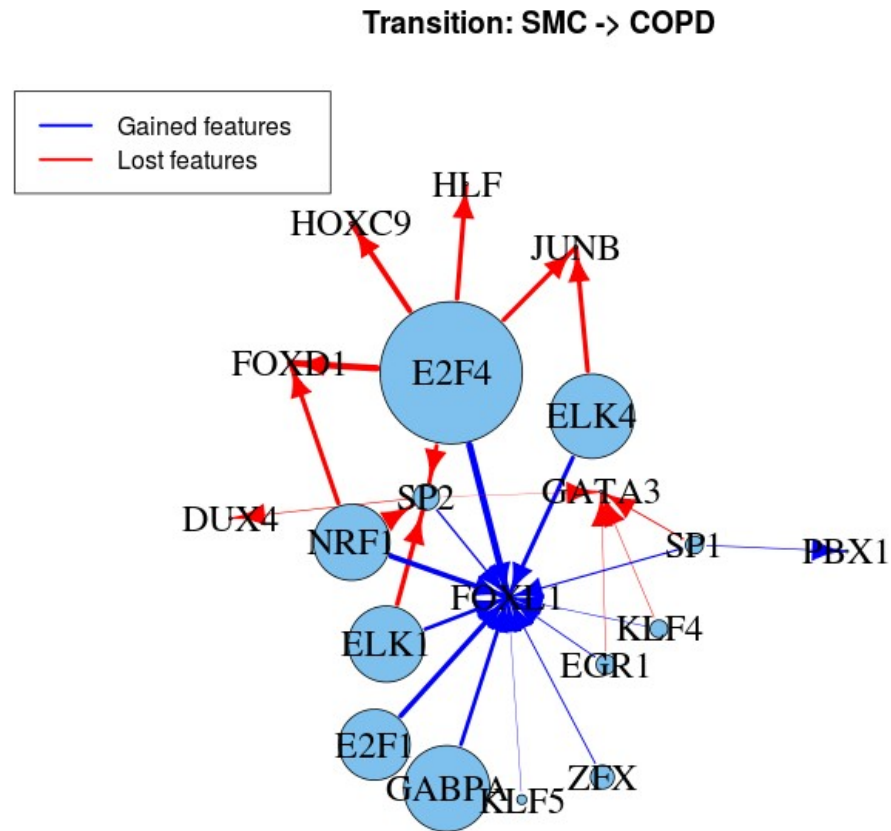 Transition: SMC -> COPD
Gained features
Lost features
HLF
HOXC9
JUNB
FOXD1
E2F4
ELK4
SP2
GATA3
DUX4
NRF1
SP1
PBX1
FOXL1
KLF4
ELK1
EGR1
E2F1
GABPA
KLF5
ZFX